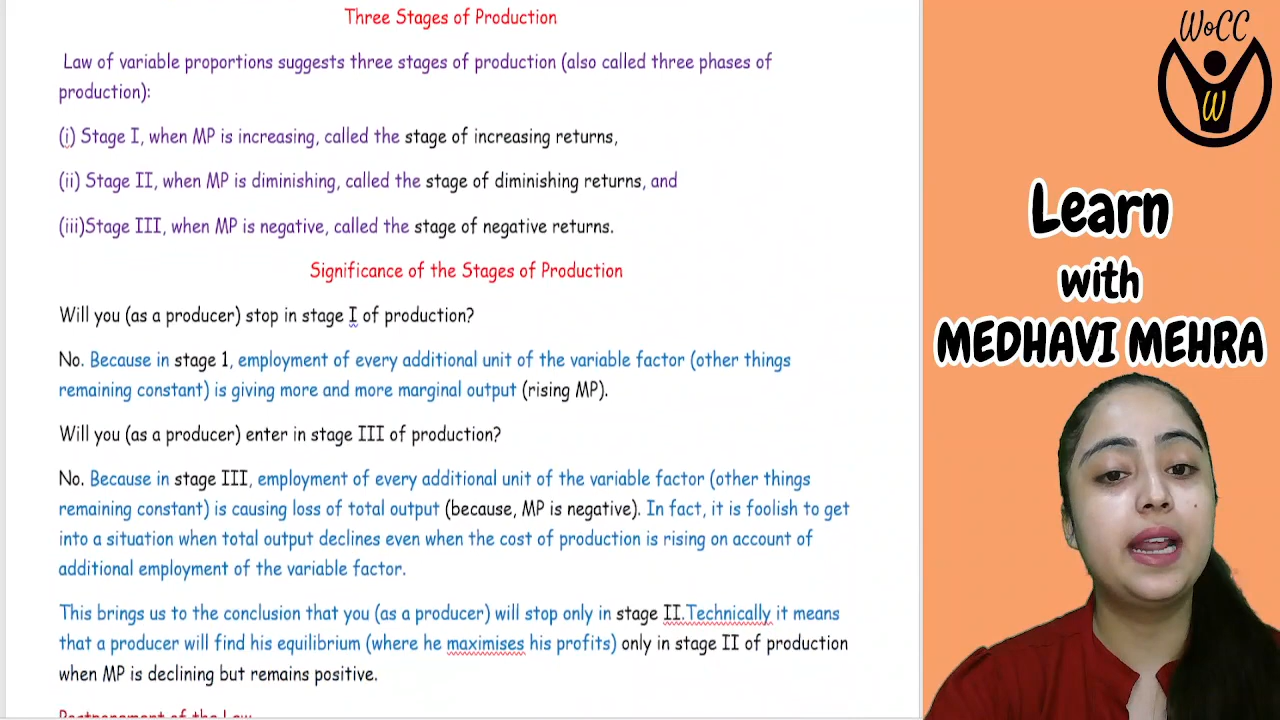 Three Stages of Production
Law of variable proportions suggests three stages of production (also called three phases of
production):
(i) Stage I, when MP is increasing, called the stage of increasing returns,
(ii) Stage II, when MP is diminishing, called the stage of diminishing returns, and
(iii)Stage III, when MP is negative, called the stage of negative returns.
Significance of the Stages of Production
Will you (as a producer) stop in stage I of production?
No. Because in stage 1, employment of every additional unit of the variable factor (other things
remaining constant) is giving more and more marginal output (rising MP).
Will you (as a producer) enter in stage III of production?
No. Because in stage III, employment of every additional unit of the variable factor (other things
remaining constant) is causing loss of total output (because, MP is negative). In fact, it is foolish to get
into a situation when total output declines even when the cost of production is rising on account of
additional employment of the variable factor.
This brings us to the conclusion that you (as a producer) will stop only in stage II.Technically it means
that a producer will find his equilibrium (where he maximises his profits) only in stage II of production
when MP is declining but remains positive.
Postponement of the Law
WoCC
W
Learn
with
MEDHAVI MEHRA